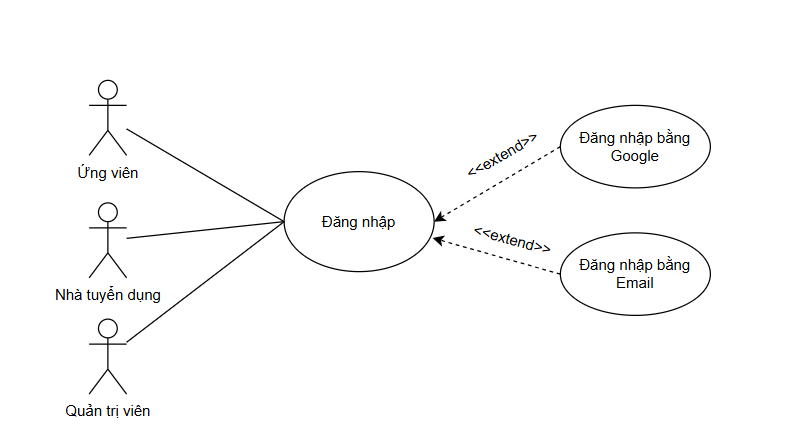 Ứng viên
Nhà tuyển dụng
Quản trị viên
Đăng nhập
<<extend>>
<<extend>>
Đăng nhập bằng
Google
Đăng nhập bằng
Email